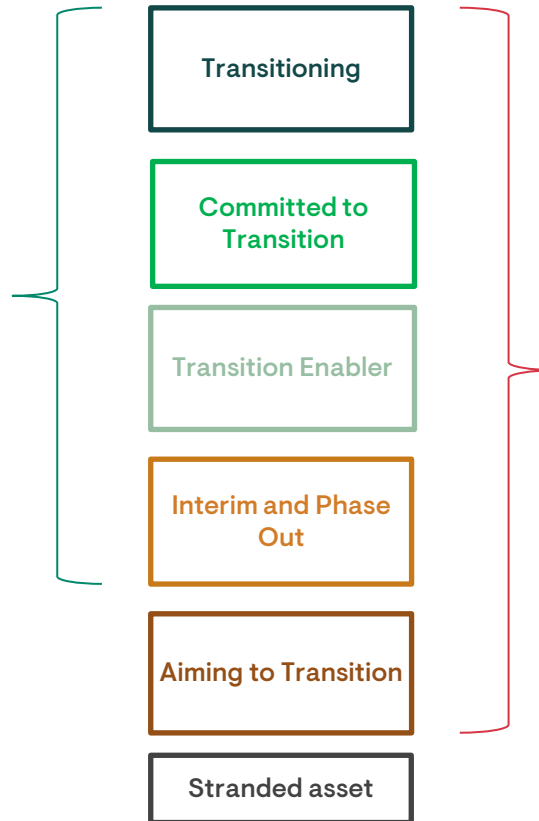 Transitioning
Committed to
Transition
Transition Enabler
Interim and Phase
Out
Aiming to Transition
Stranded asset